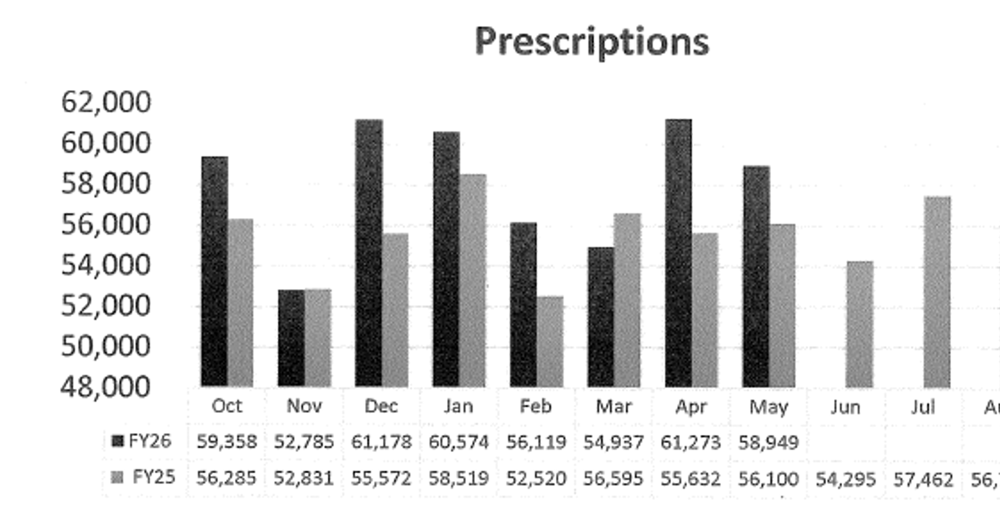 Prescriptions
62,000
60,000
58,000
56,000
54,000
52,000
50,000
48,000
Oct Nov Dec Jan Feb Mar Apr May Jun Jul
FY26 59,358 52,785 61,178 60,574 56,119 54,937 61,273 58,949
FY25 56,285 52,831 55,572 58,519 52,520 56,595 55,632 56,100 54,295 57,462